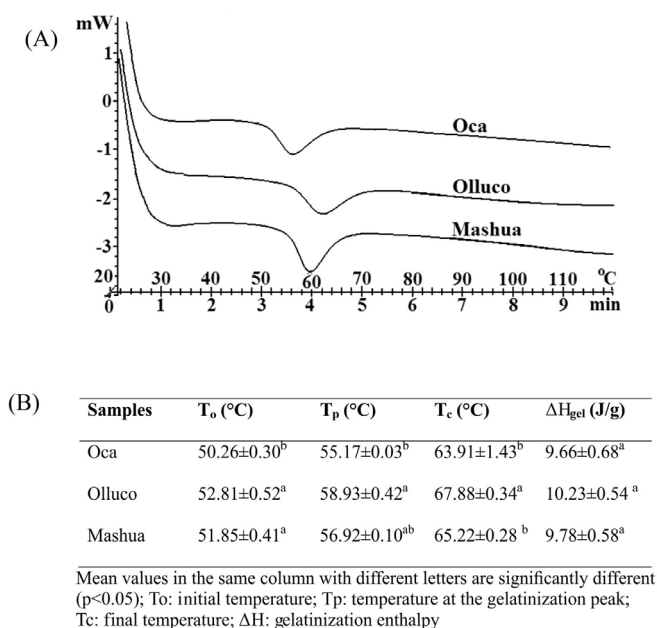 (A)
mW
1
0
-1
-2
-3
-4
Oca
Olluco
Mashua
20 30 40 50 60 70 80 90 100 110 °C
0 1 2 3 4 5 6 7 8 9 min
(B)
Samples To (°C) Tp (°C) Tc (°C) ΔHgel (J/g)
Oca 50.26±0.30b 55.17±0.03b 63.91±1.43b 9.66±0.68a
Olluco 52.81±0.52a 58.93±0.42a 67.88±0.34a 10.23±0.54 a
Mashua 51.85±0.41a 56.92±0.10ab 65.22±0.28 b 9.78±0.58a
Mean values in the same column with different letters are significantly different
(p<0.05); To: initial temperature; Tp: temperature at the gelatinization peak;
Tc: final temperature; ΔH: gelatinization enthalpy